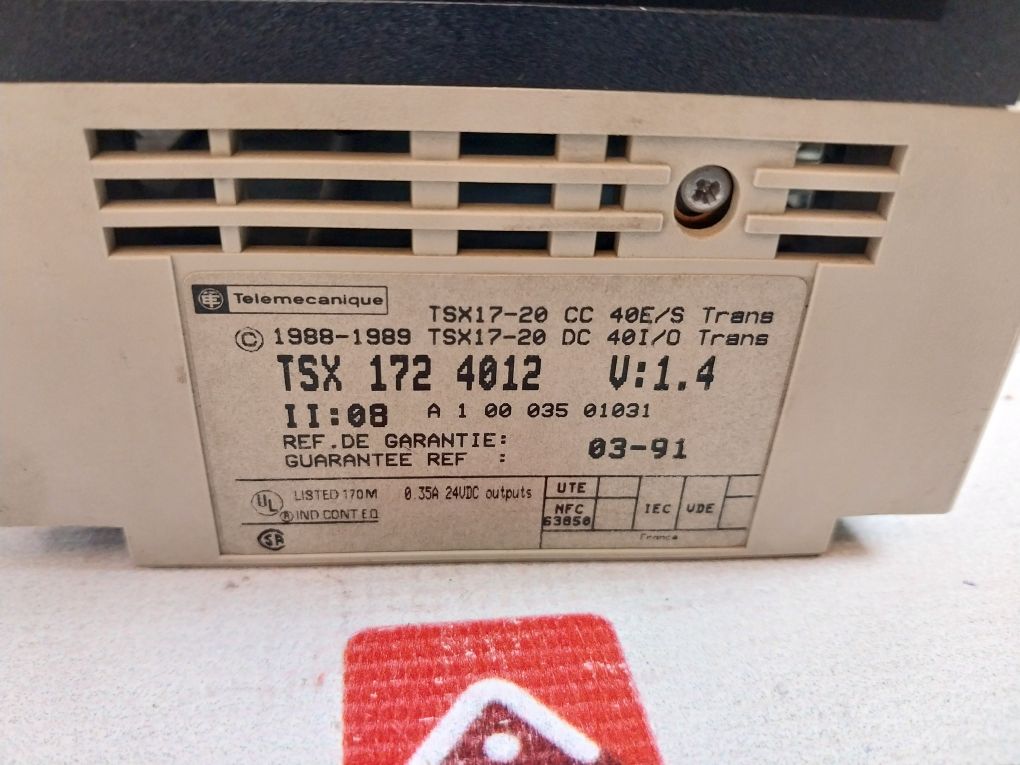 Telemecanique
TSX17-20 CC 40E/S Trans
© 1988-1989 TSX17-20 DC 40I/O Trans
TSX 172 4012 V:1.4
II:08 A 1 00 035 01031
REF.DE GARANTIE:
GUARANTEE REF : 03-91
UL LISTED 170M 0.35A 24VDC outputs
® IND CONT EQ
UTE
NFC 63850 IEC VDE
SA
France